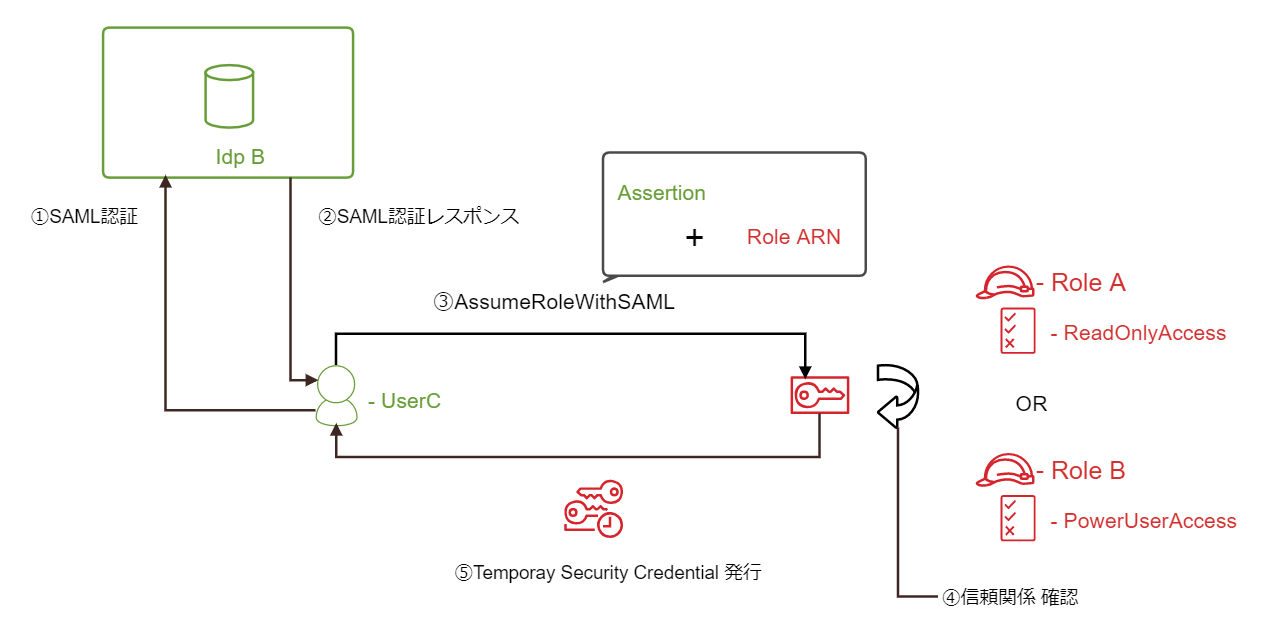 Idp B
①SAML認証
②SAML認証レスポンス
Assertion
+
Role ARN
③AssumeRoleWithSAML
- Role A
- ReadOnlyAccess
- UserC
OR
- Role B
- PowerUserAccess
⑤Temporay Security Credential 発行
④信頼関係 確認